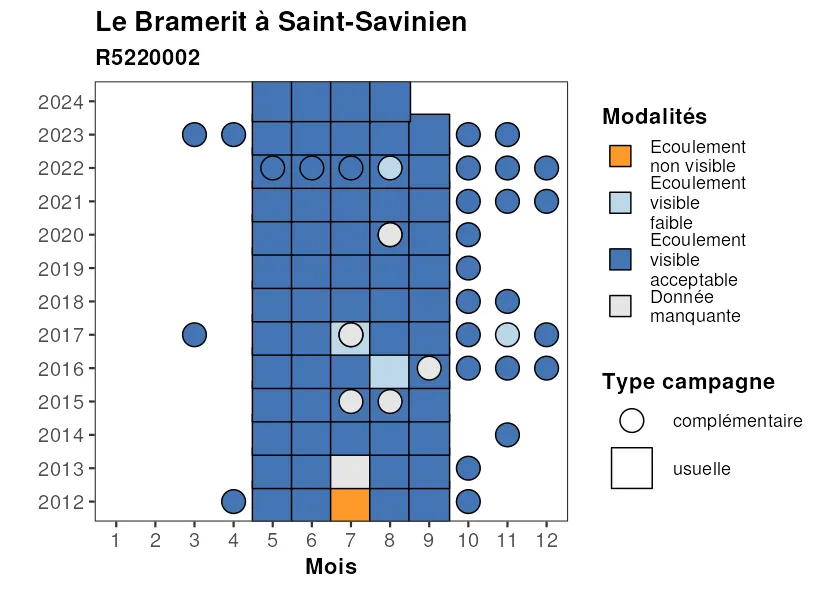 Le Bramerit à Saint-Savinien
R5220002
2024
2023
2022
2021
2020
2019
2018
2017
2016
2015
2014
2013
2012
1 2 3 4 5 6 7 8 9 10 11 12
Mois
Modalités
Ecoulement
non visible
Ecoulement
visible
faible
Ecoulement
visible
acceptable
Donnée
manquante
Type campagne
complémentaire
usuelle